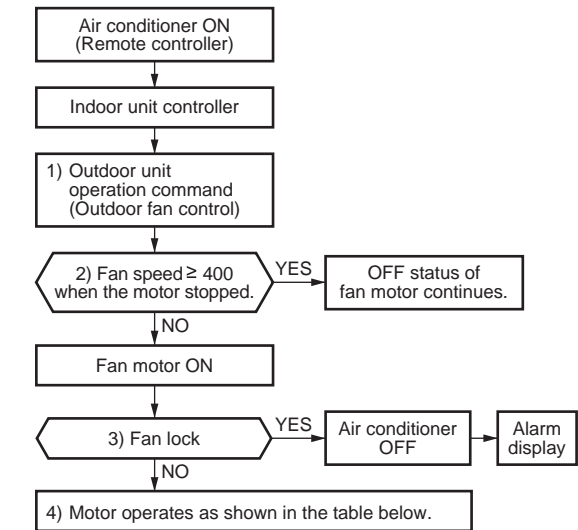 Air conditioner ON
(Remote controller)
Indoor unit controller
1) Outdoor unit
operation command
(Outdoor fan control)
2) Fan speed ≥ 400
when the motor stopped.
YES
OFF status of
fan motor continues.
NO
Fan motor ON
3) Fan lock
YES
Air conditioner
OFF
Alarm
display
NO
4) Motor operates as shown in the table below.